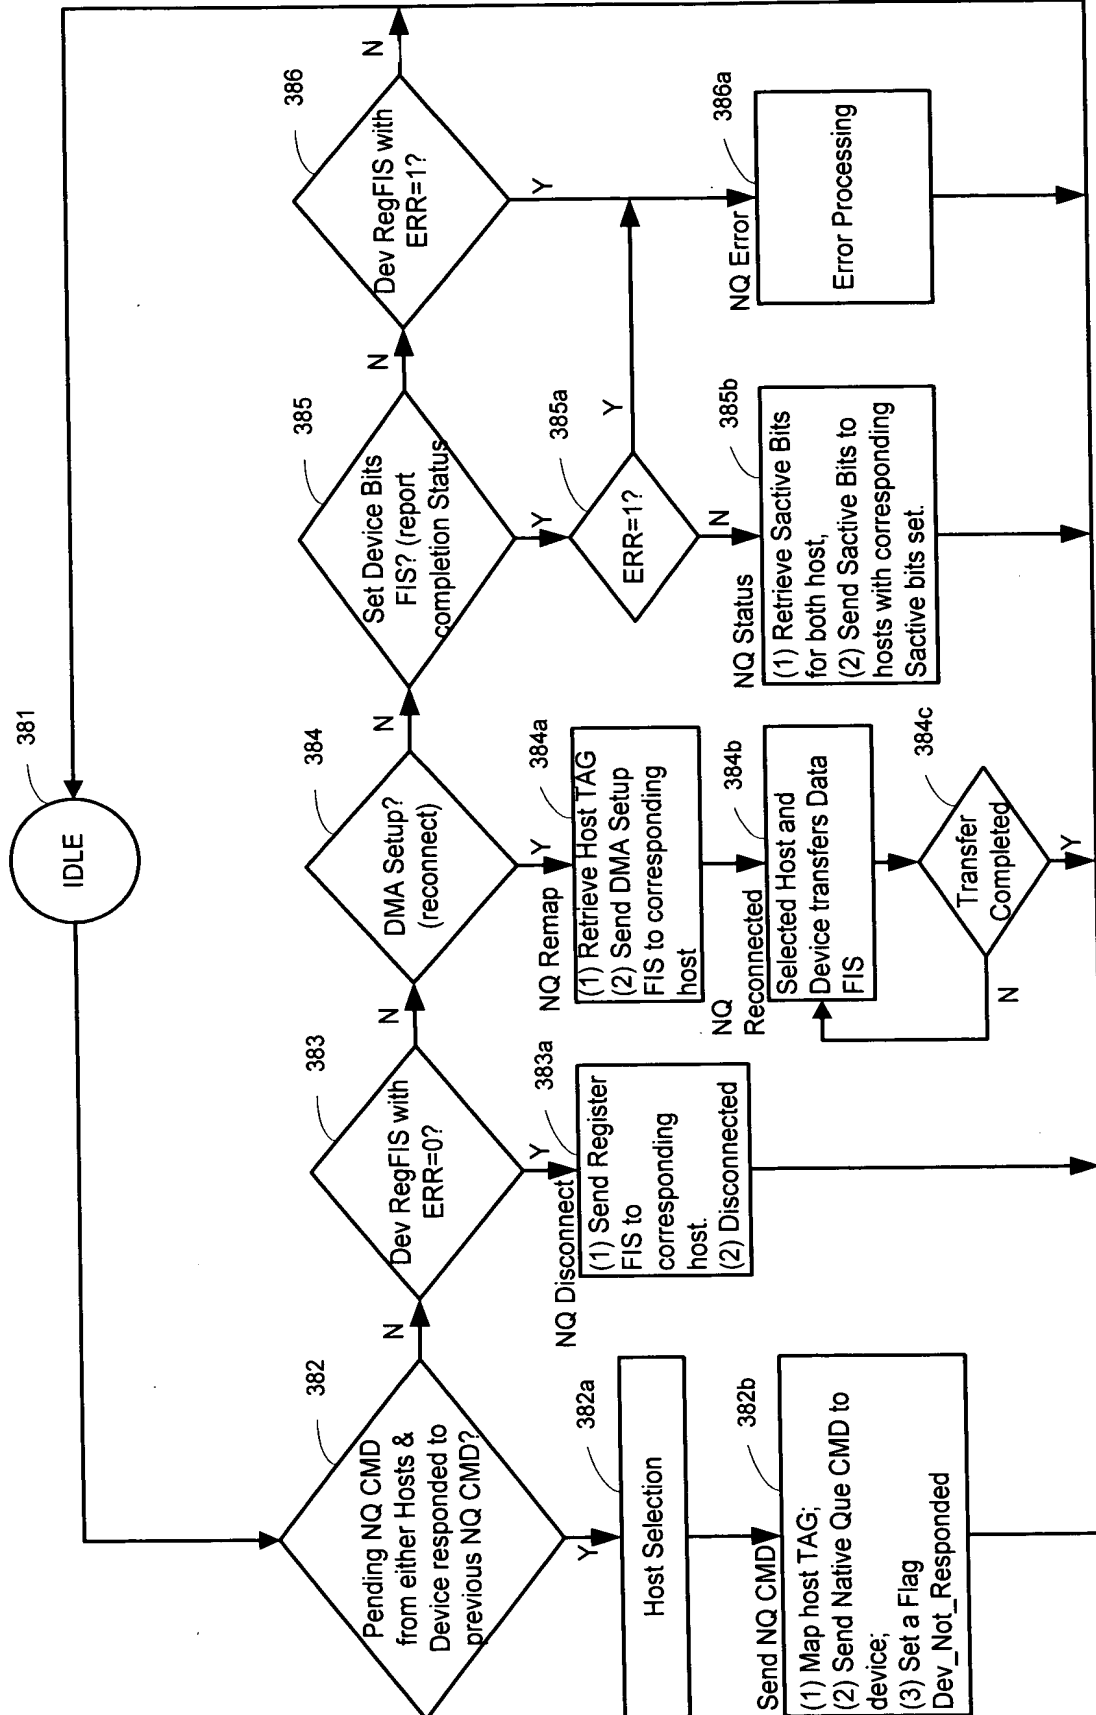 381
IDLE
382
Pending NQ CMD
from either Hosts &
Device responded to
previous NQ CMD?
N
Y
382a
Host Selection
382b
Send NQ CMD
(1) Map host TAG;
(2) Send Native Que CMD to
device;
(3) Set a Flag
Dev_Not_Responded
383
Dev RegFIS with
ERR=0?
N
Y
383a
NQ Disconnect
(1) Send Register
FIS to
corresponding
host.
(2) Disconnected
384
DMA Setup?
(reconnect)
N
Y
384a
NQ Remap
(1) Retrieve Host TAG
(2) Send DMA Setup
FIS to corresponding
host
384b
NQ
Reconnected
Selected Host and
Device transfers Data
FIS
384c
Transfer
Completed
N
Y
385
Set Device Bits
FIS? (report
completion Status
N
Y
385a
ERR=1?
Y
N
385b
NQ Status
(1) Retrieve Sactive Bits
for both host,
(2) Send Sactive Bits to
hosts with corresponding
Sactive bits set.
386
Dev RegFIS with
ERR=1?
N
Y
386a
NQ Error
Error Processing